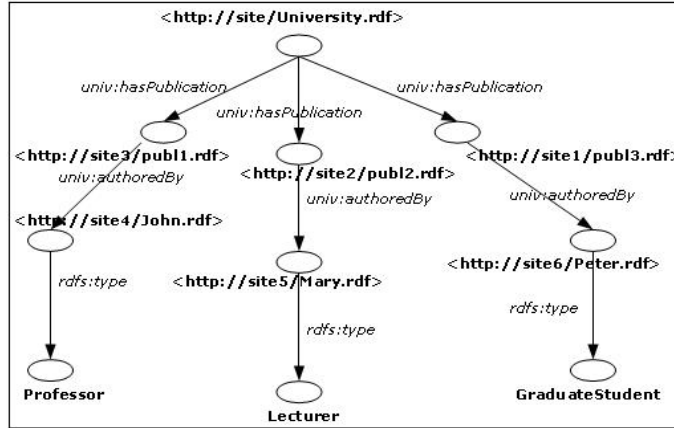 <http://site/University.rdf>
univ:hasPublication
univ:hasPublication
univ:hasPublication
<http://site3/publ1.rdf>
<http://site2/publ2.rdf>
<http://site1/publ3.rdf>
univ:authoredBy
univ:authoredBy
univ:authoredBy
<http://site4/John.rdf>
<http://site5/Mary.rdf>
<http://site6/Peter.rdf>
rdfs:type
rdfs:type
rdfs:type
Professor
Lecturer
GraduateStudent